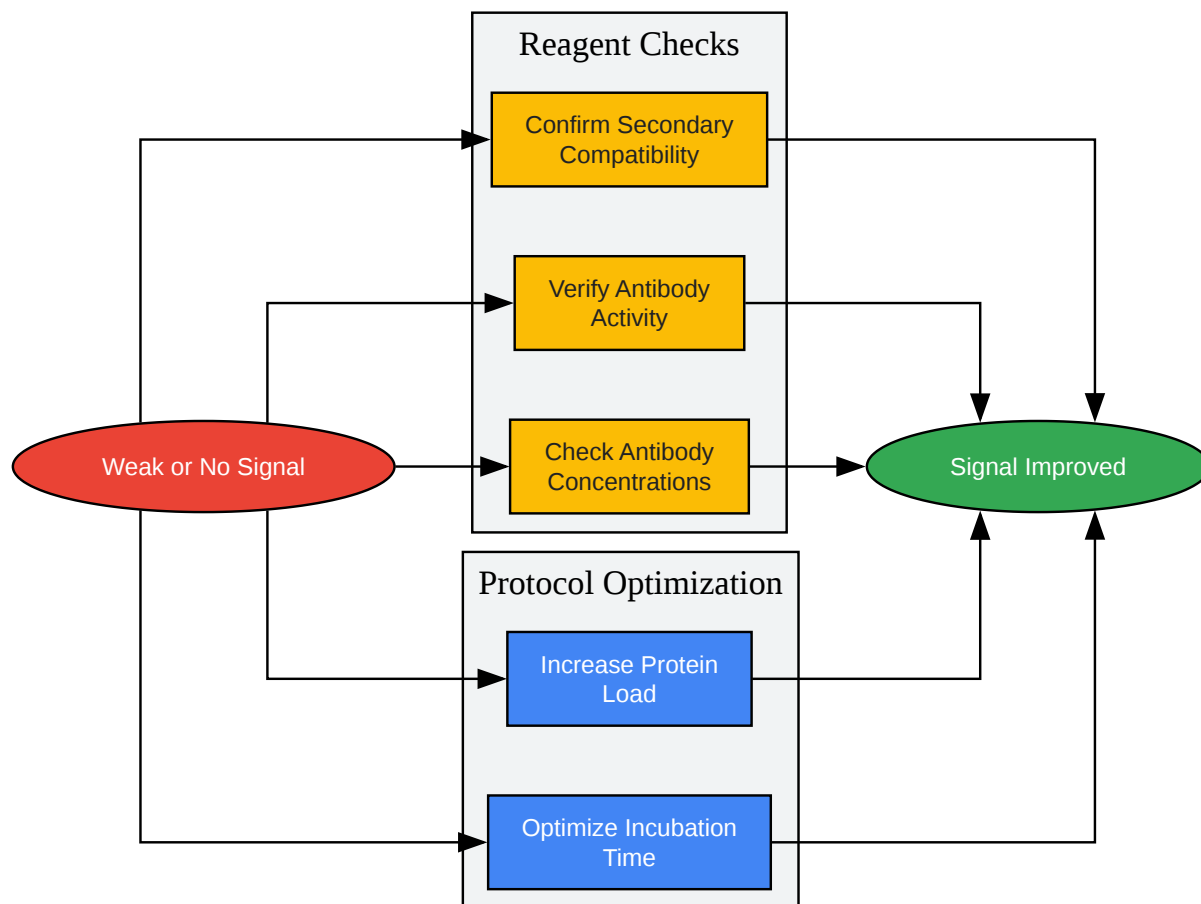 Reagent Checks
Confirm Secondary
Compatibility
Verify Antibody
Activity
Weak or No Signal
Check Antibody
Concentrations
Signal Improved
Protocol Optimization
Increase Protein
Load
Optimize Incubation
Time